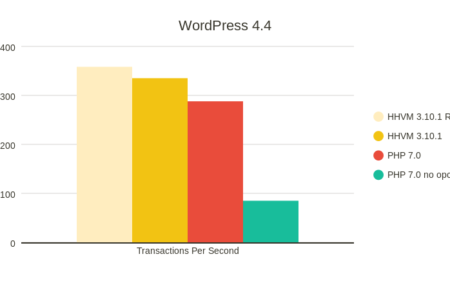 WordPress 4.4
400
300
200
100
0
Transactions Per Second
HHVM 3.10.1 R
HHVM 3.10.1
PHP 7.0
PHP 7.0 no opc